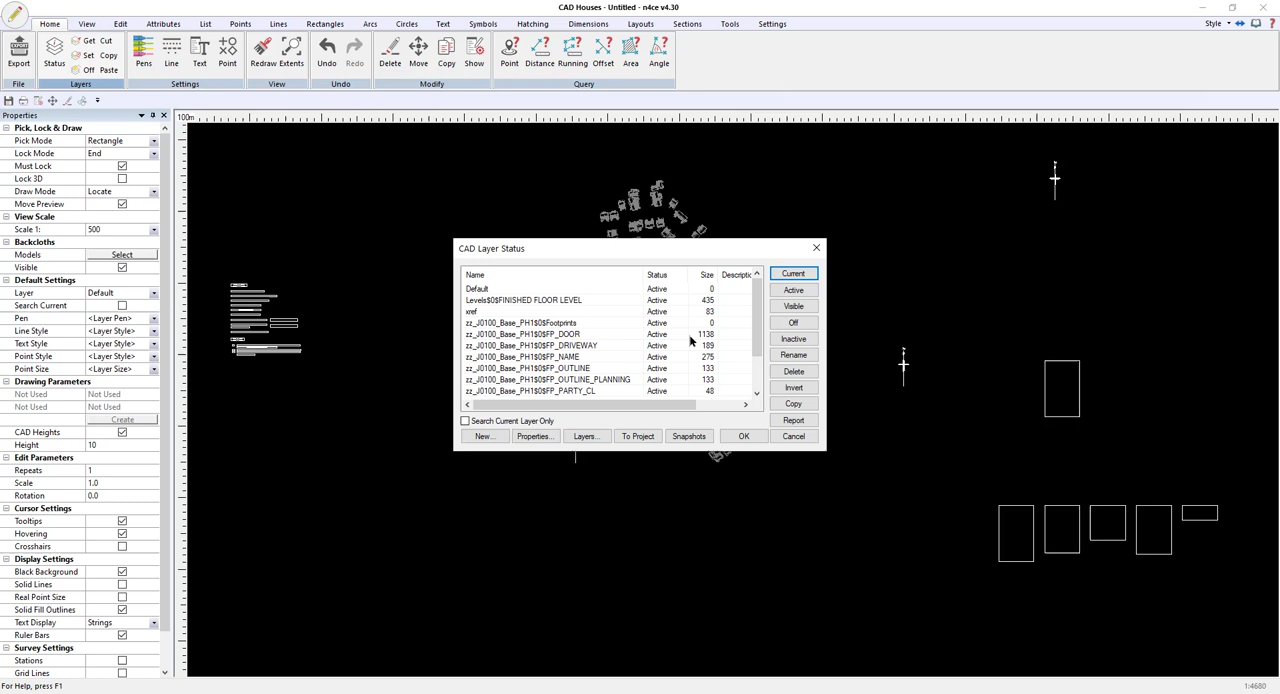 CAD Houses - Untitled - n4ce v4.30
Home View Edit Attributes List Points Lines Rectangles Arcs Circles Text Symbols Hatching Dimensions Layouts Sections Tools Settings Style
Get Cut
Set Copy
Off Paste
Export Status Pens Line Text Point Redraw Extents Undo Redo Delete Move Copy Show Point Distance Running Offset Area Angle
File Layers Settings View Undo Modify Query
Properties
100m
Pick, Lock & Draw
Pick Mode Rectangle
Lock Mode End
Must Lock
Lock 3D
Draw Mode Locate
Move Preview
View Scale
Scale 1: 500
Backcloths
Models Select
Visible
Default Settings
Layer Default
Search Current
Pen <Layer Pen>
Line Style <Layer Style>
Text Style <Layer Style>
Point Style <Layer Style>
Point Size <Layer Size>
Drawing Parameters
Not Used Not Used
Not Used Not Used
Create
CAD Heights
Height 10
Edit Parameters
Repeats 1
Scale 1.0
Rotation 0.0
Cursor Settings
Tooltips
Hovering
Crosshairs
Display Settings
Black Background
Solid Lines
Real Point Size
Solid Fill Outlines
Text Display Strings
Ruler Bars
Survey Settings
Stations
Grid Lines
CAD Layer Status
Name Status Size Descriptic
Default Active 0
Levels$0$FINISHED FLOOR LEVEL Active 435
xref Active 83
zz_J0100_Base_PH1$0$Footprints Active 0
zz_J0100_Base_PH1$0$FP_DOOR Active 1138
zz_J0100_Base_PH1$0$FP_DRIVEWAY Active 189
zz_J0100_Base_PH1$0$FP_NAME Active 275
zz_J0100_Base_PH1$0$FP_OUTLINE Active 133
zz_J0100_Base_PH1$0$FP_OUTLINE_PLANNING Active 133
zz_J0100_Base_PH1$0$FP_PARTY_CL Active 48
Current
Active
Visible
Off
Inactive
Rename
Delete
Invert
Copy
Report
Search Current Layer Only
New... Properties... Layers... To Project Snapshots OK Cancel
For Help, press F1
1:4680